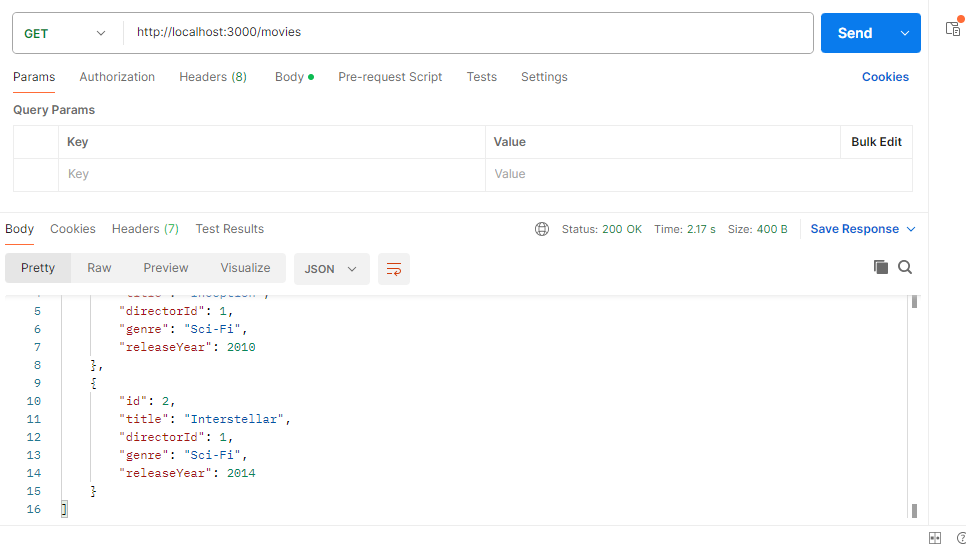 GET http://localhost:3000/movies Send
Params Authorization Headers (8) Body Pre-request Script Tests Settings Cookies
Query Params
Key Value Bulk Edit
Key Value
Body Cookies Headers (7) Test Results Status: 200 OK Time: 2.17 s Size: 400 B Save Response
Pretty Raw Preview Visualize JSON
4 "title": "Inception",
5 "directorId": 1,
6 "genre": "Sci-Fi",
7 "releaseYear": 2010
8 },
9 {
10 "id": 2,
11 "title": "Interstellar",
12 "directorId": 1,
13 "genre": "Sci-Fi",
14 "releaseYear": 2014
15 }
16 ]